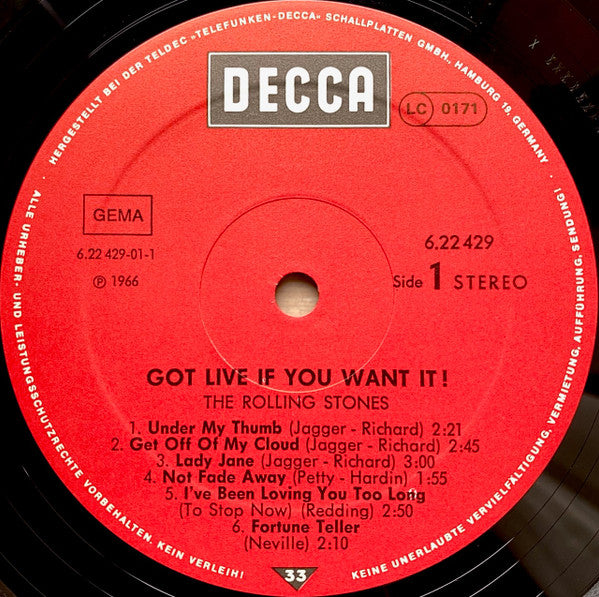 HERGESTELLT BEI DER TELDEC »TELEFUNKEN-DECCA« SCHALLPLATTEN GMBH, HAMBURG 19, GERMANY ·
DECCA
LC 0171
GEMA
6.22 429-01-1
℗ 1966
6.22 429
Side 1 STEREO
GOT LIVE IF YOU WANT IT!
THE ROLLING STONES
1. Under My Thumb (Jagger - Richard) 2:21
2. Get Off Of My Cloud (Jagger - Richard) 2:45
3. Lady Jane (Jagger - Richard) 3:00
4. Not Fade Away (Petty - Hardin) 1:55
5. I've Been Loving You Too Long
(To Stop Now) (Redding) 2:50
6. Fortune Teller
(Neville) 2:10
33
ALLE URHEBER- UND LEISTUNGSSCHUTZRECHTE VORBEHALTEN. KEIN VERLEIH!
KEINE UNERLAUBTE VERVIELFÄLTIGUNG, VERMIETUNG, AUFFÜHRUNG, SENDUNG!